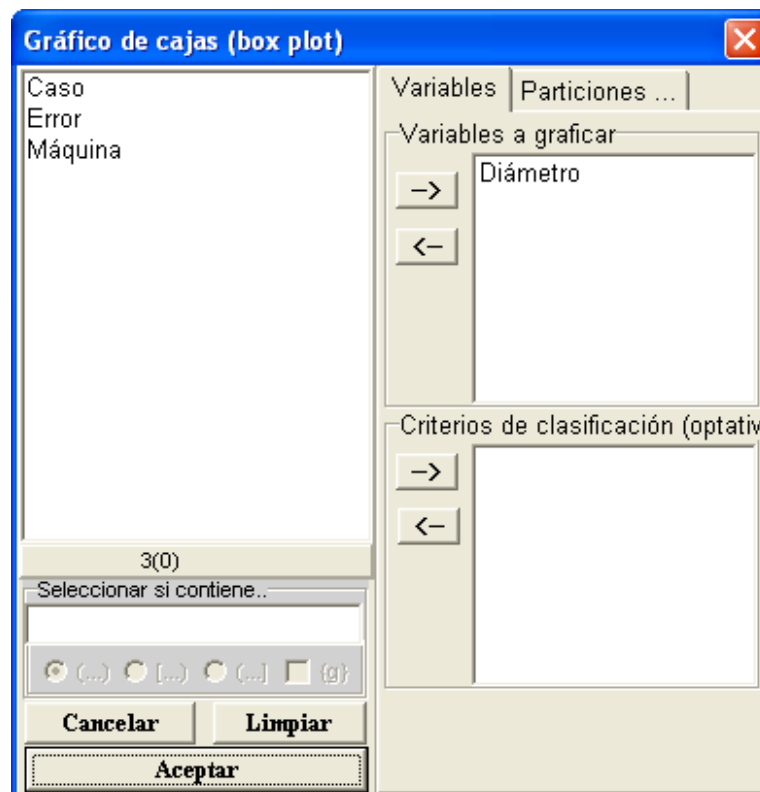 Gráfico de cajas (box plot)
Caso
Error
Máquina
3(0)
Seleccionar si contiene..
(...) [...) (...] {g}
Cancelar Limpiar
Aceptar
Variables Particiones ...
Variables a graficar
Diámetro
–>
<–
Criterios de clasificación (optativ
–>
<–